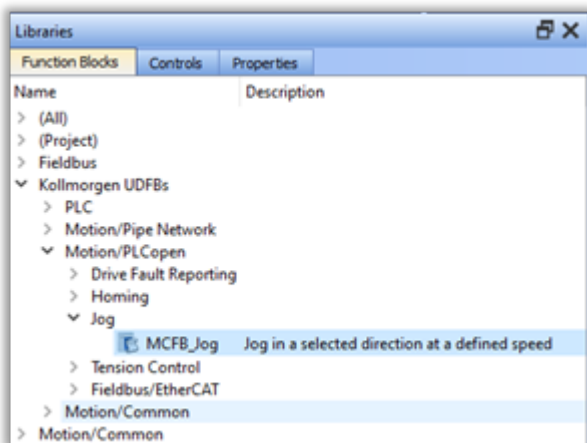 Libraries
Function Blocks Controls Properties
Name Description
(All)
(Project)
Fieldbus
Kollmorgen UDFBs
PLC
Motion/Pipe Network
Motion/PLCopen
Drive Fault Reporting
Homing
Jog
MCFB_Jog Jog in a selected direction at a defined speed
Tension Control
Fieldbus/EtherCAT
Motion/Common
Motion/Common